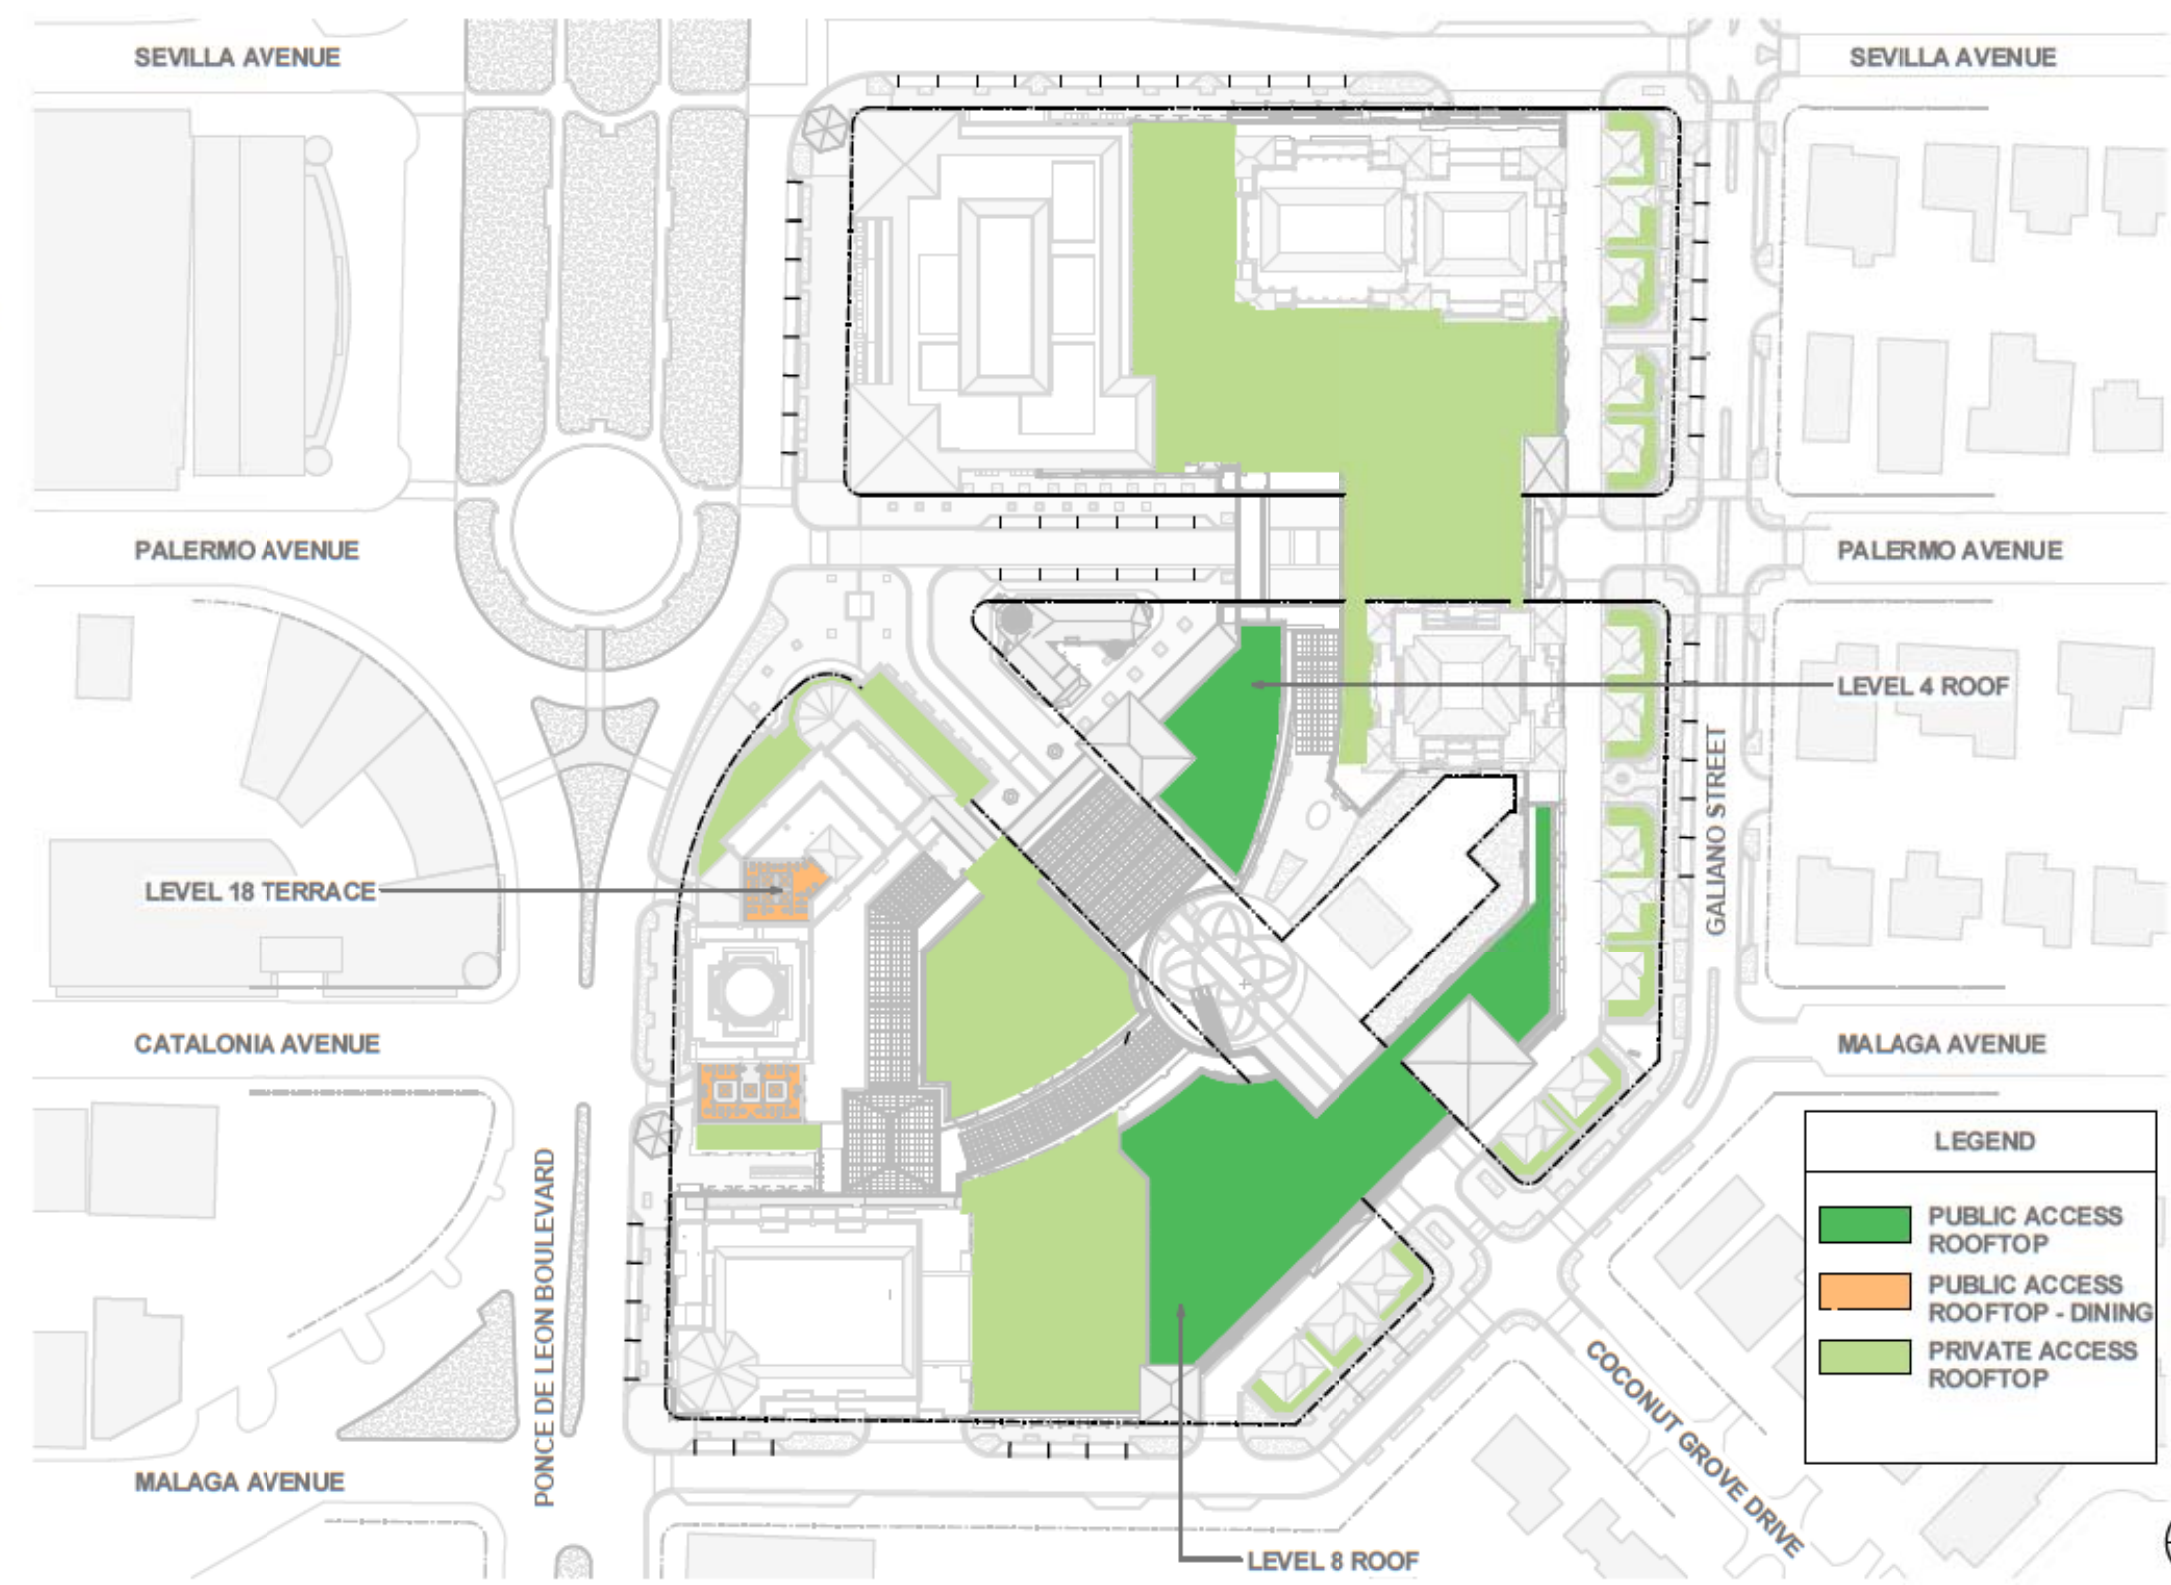 SEVILLA AVENUE
SEVILLA AVENUE
PALERMO AVENUE
PALERMO AVENUE
LEVEL 4 ROOF
GALIANO STREET
LEVEL 18 TERRACE
CATALONIA AVENUE
MALAGA AVENUE
LEGEND
PUBLIC ACCESS
ROOFTOP
PUBLIC ACCESS
ROOFTOP - DINING
PRIVATE ACCESS
ROOFTOP
PONCE DE LEON BOULEVARD
COCONUT GROVE DRIVE
MALAGA AVENUE
LEVEL 8 ROOF